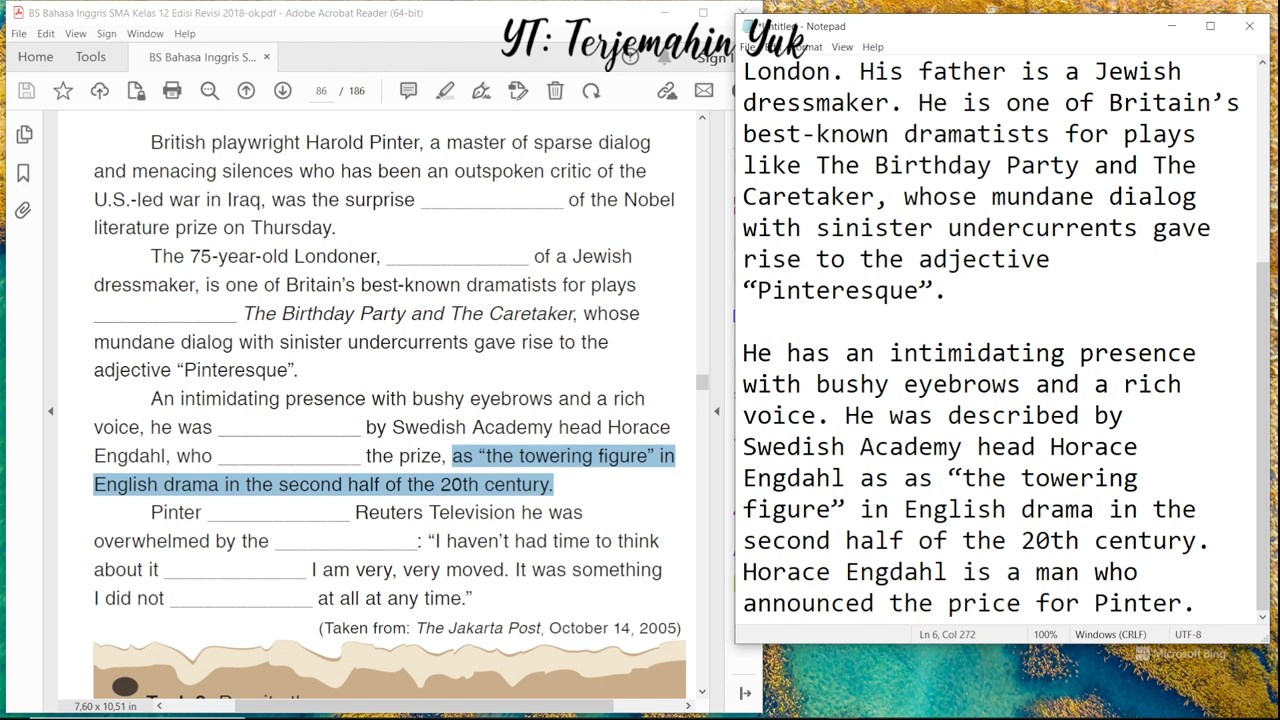 BS Bahasa Inggris SMA Kelas 12 Edisi Revisi 2018-ok.pdf - Adobe Acrobat Reader (64-bit)
File Edit View Sign Window Help
Home Tools BS Bahasa Inggris S... × Sign
86 / 186
YT: Terjemahin Yuk
British playwright Harold Pinter, a master of sparse dialog
and menacing silences who has been an outspoken critic of the
U.S.-led war in Iraq, was the surprise ______________ of the Nobel
literature prize on Thursday.
The 75-year-old Londoner, ______________ of a Jewish
dressmaker, is one of Britain's best-known dramatists for plays
______________ The Birthday Party and The Caretaker, whose
mundane dialog with sinister undercurrents gave rise to the
adjective “Pinteresque”.
An intimidating presence with bushy eyebrows and a rich
voice, he was ______________ by Swedish Academy head Horace
Engdahl, who ______________ the prize, as “the towering figure” in
English drama in the second half of the 20th century.
Pinter ______________ Reuters Television he was
overwhelmed by the ______________: “I haven't had time to think
about it ______________ I am very, very moved. It was something
I did not ______________ at all at any time.”
(Taken from: The Jakarta Post, October 14, 2005)
7,60 x 10,51 in
*Untitled - Notepad
File Edit Format View Help
London. His father is a Jewish
dressmaker. He is one of Britain’s
best-known dramatists for plays
like The Birthday Party and The
Caretaker, whose mundane dialog
with sinister undercurrents gave
rise to the adjective
“Pinteresque”.
He has an intimidating presence
with bushy eyebrows and a rich
voice. He was described by
Swedish Academy head Horace
Engdahl as as “the towering
figure” in English drama in the
second half of the 20th century.
Horace Engdahl is a man who
announced the price for Pinter.
Ln 6, Col 272 100% Windows (CRLF) UTF-8
Microsoft Bing